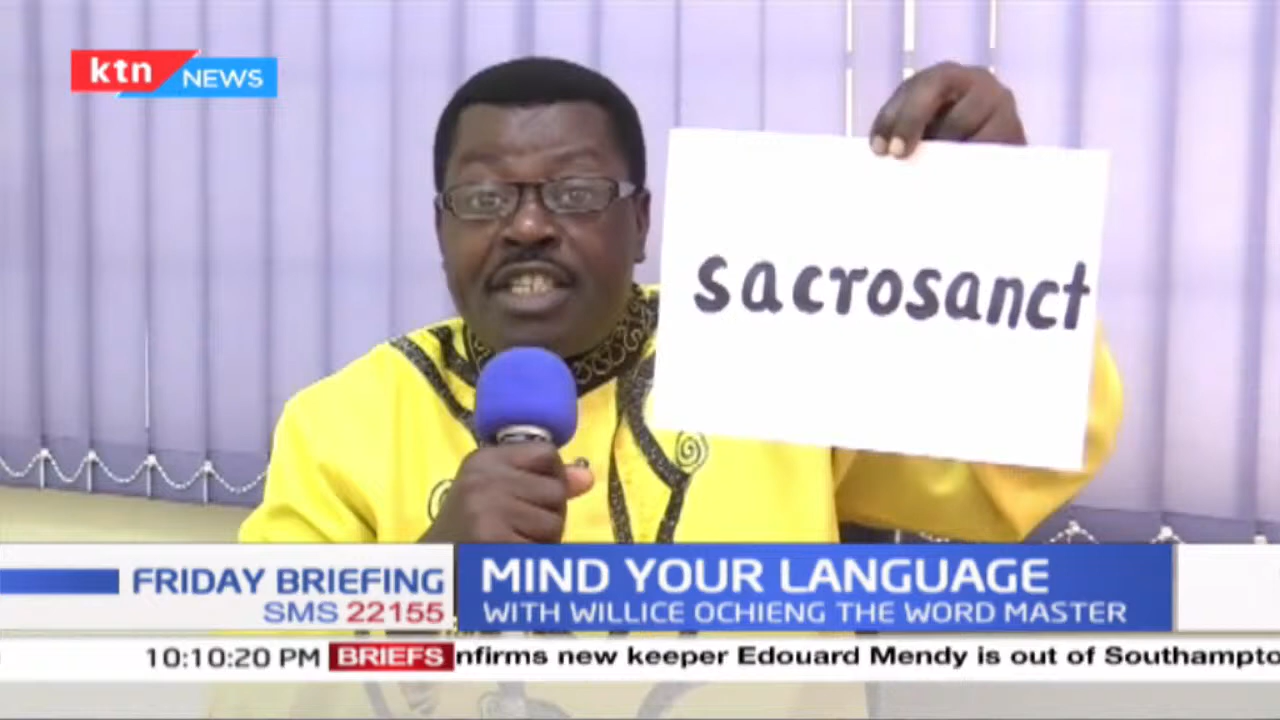 ktn NEWS
sacrosanct
FRIDAY BRIEFING
SMS 22155
MIND YOUR LANGUAGE
WITH WILLICE OCHIENG THE WORD MASTER
10:10:20 PM BRIEFS nfirms new keeper Edouard Mendy is out of Southampto